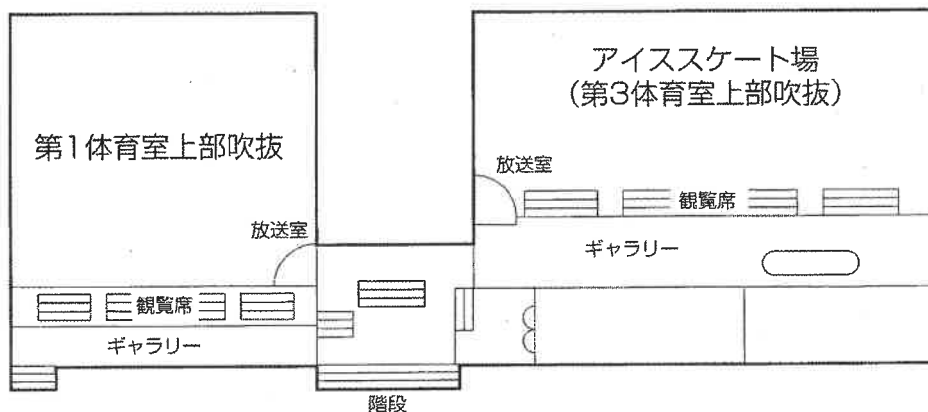 アイススケート場
（第3体育室上部吹抜）
第1体育室上部吹抜
放送室
観覧席
放送室
ギャラリー
観覧席
ギャラリー
階段